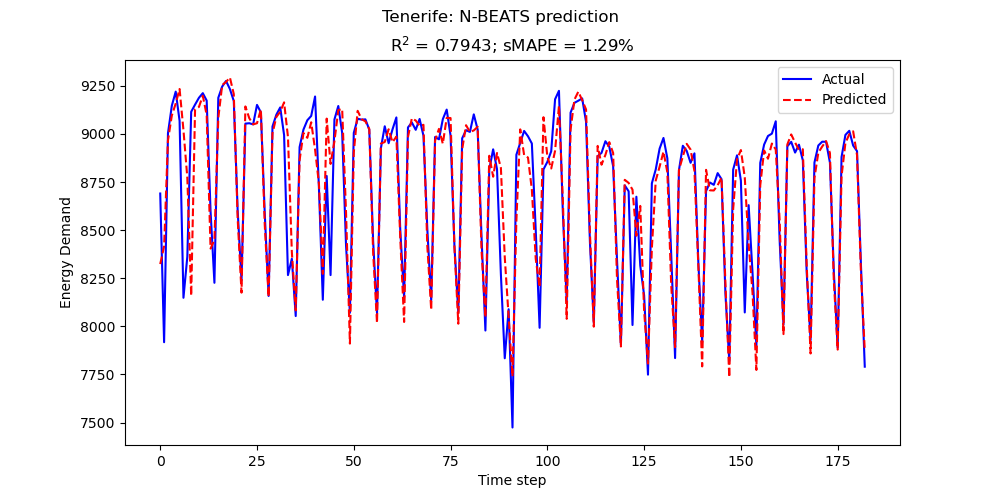 Tenerife: N-BEATS prediction
R² = 0.7943; sMAPE = 1.29%
Actual
Predicted
9250
9000
8750
8500
8250
8000
7750
7500
Energy Demand
0 25 50 75 100 125 150 175
Time step